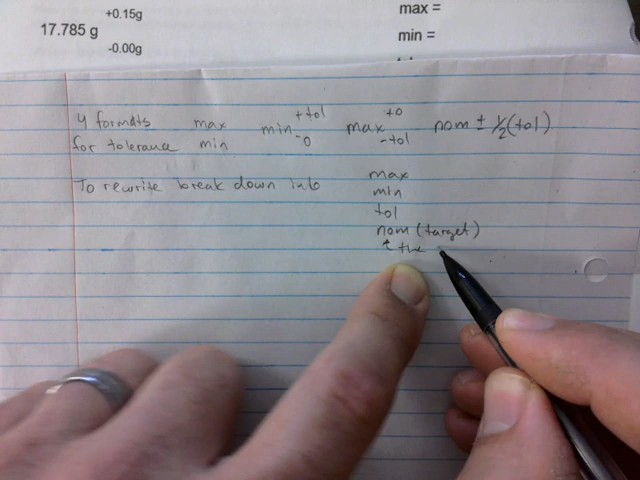 +0.15g
17.785 g
-0.00g
max =
min =
4 formats max min +tol max +0 nom ± 1/2(tol)
for tolerance min -0 -tol
To rewrite break down into max
min
tol
nom (target)
↑ the